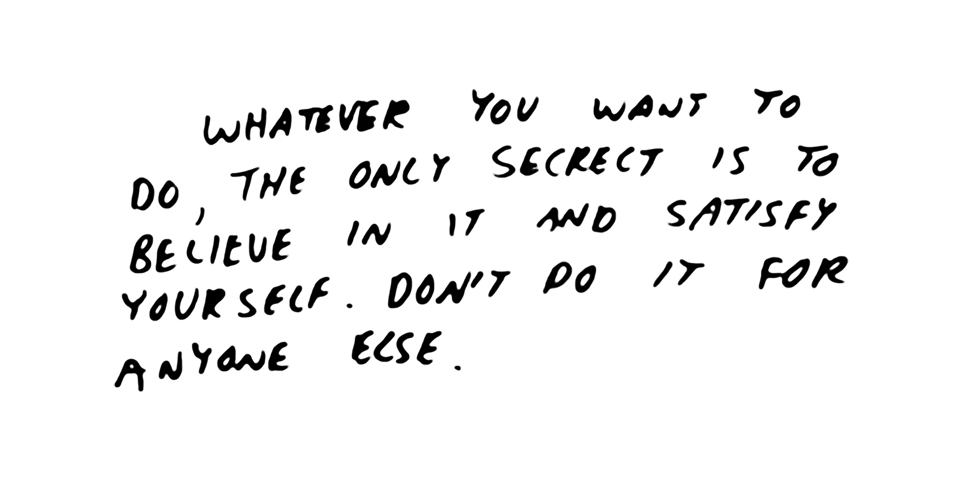 WHATEVER YOU WANT TO
DO, THE ONLY SECRECT IS TO
BELIEVE IN IT AND SATISFY
YOURSELF. DON'T DO IT FOR
ANYONE ELSE.